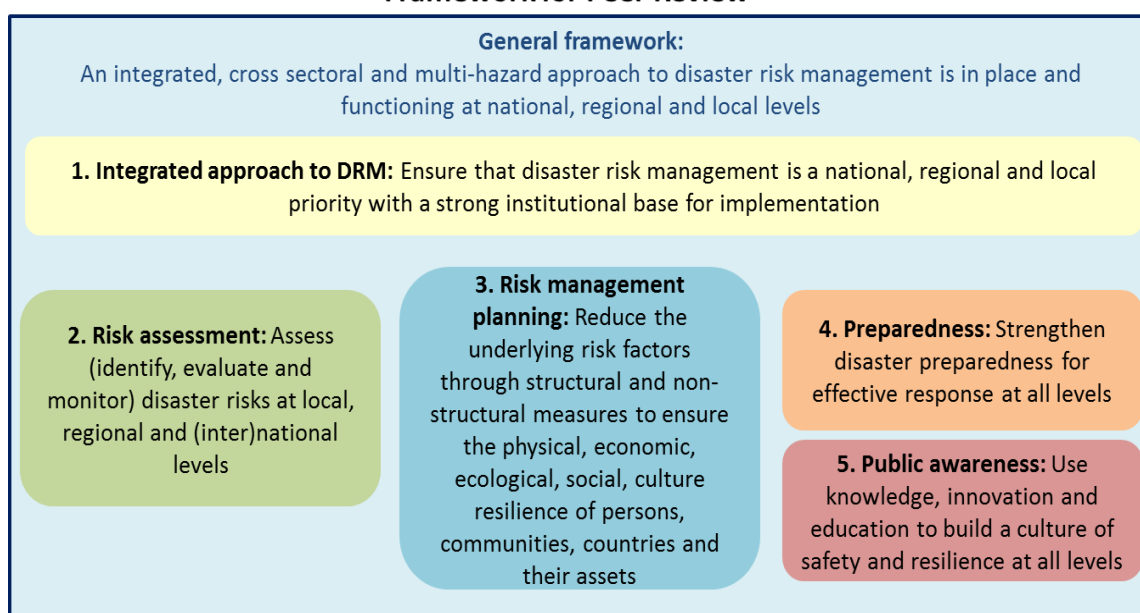 Framework for Peer Review
General framework:
An integrated, cross sectoral and multi-hazard approach to disaster risk management is in place and
functioning at national, regional and local levels
1. Integrated approach to DRM: Ensure that disaster risk management is a national, regional and local
priority with a strong institutional base for implementation
2. Risk assessment: Assess
(identify, evaluate and
monitor) disaster risks at local,
regional and (inter)national
levels
3. Risk management
planning: Reduce the
underlying risk factors
through structural and non-
structural measures to ensure
the physical, economic,
ecological, social, culture
resilience of persons,
communities, countries and
their assets
4. Preparedness: Strengthen
disaster preparedness for
effective response at all levels
5. Public awareness: Use
knowledge, innovation and
education to build a culture of
safety and resilience at all levels